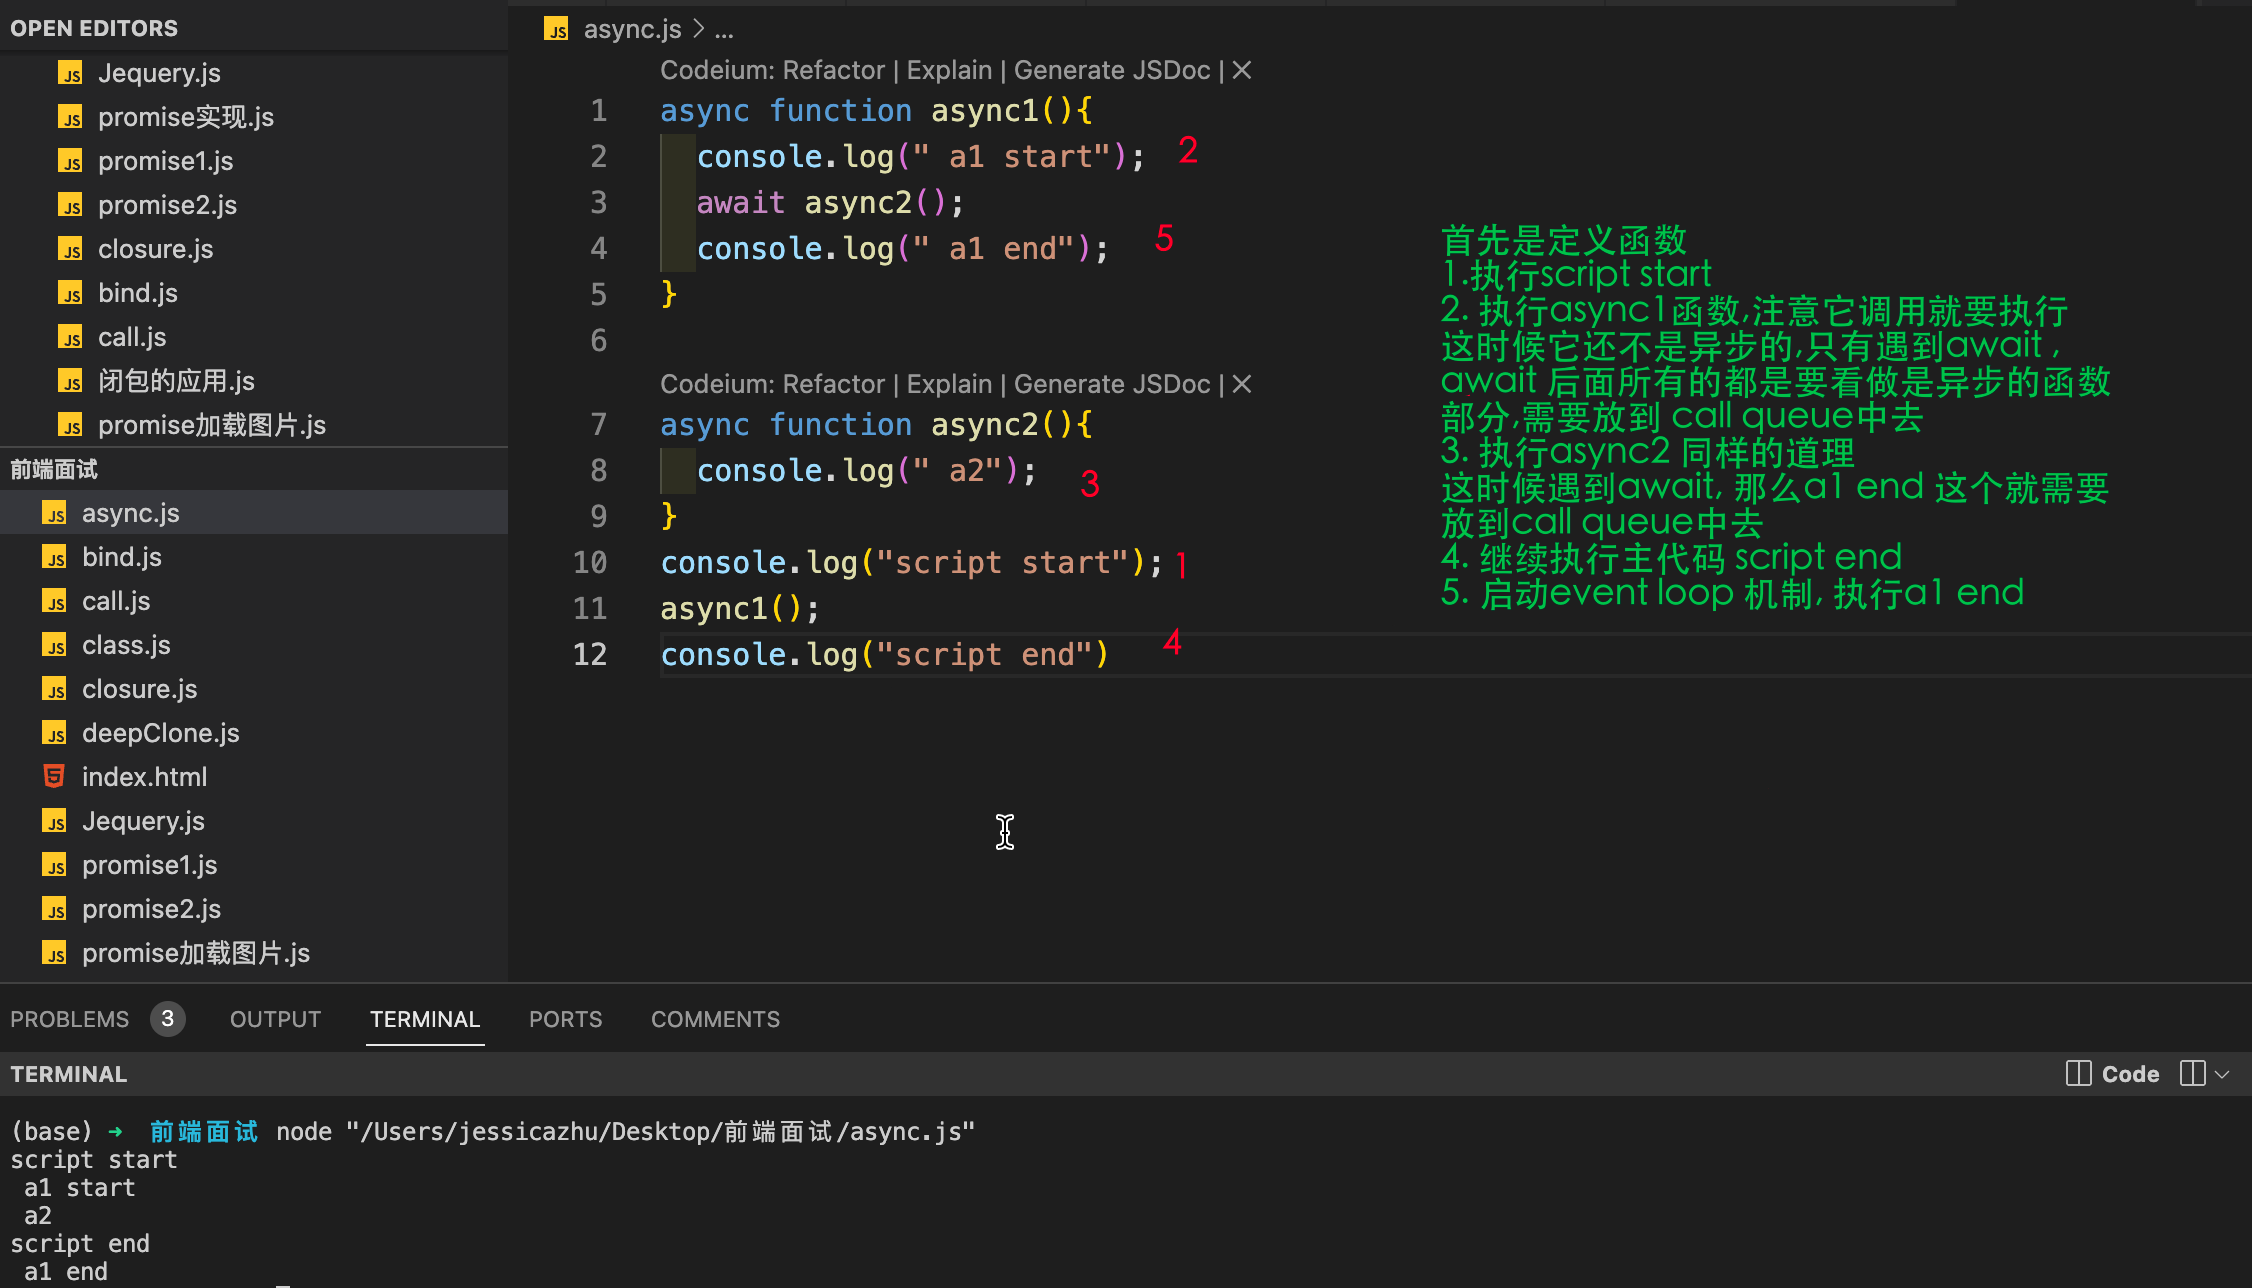 OPEN EDITORS
JS Jequery.js
JS promise实现.js
JS promise1.js
JS promise2.js
JS closure.js
JS bind.js
JS call.js
JS 闭包的应用.js
JS promise加载图片.js
前端面试
JS async.js
JS bind.js
JS call.js
JS class.js
JS closure.js
JS deepClone.js
5 index.html
JS Jequery.js
JS promise1.js
JS promise2.js
JS promise加载图片.js
JS async.js > ...
Codeium: Refactor | Explain | Generate JSDoc | ×
1 async function async1(){
2 console.log(" a1 start"); 2
3 await async2();
4 console.log(" a1 end"); 5
5 }
6
Codeium: Refactor | Explain | Generate JSDoc | ×
7 async function async2(){
8 console.log(" a2"); 3
9 }
10 console.log("script start"); 1
11 async1();
12 console.log("script end") 4
首先是定义函数
1.执行script start
2. 执行async1函数,注意它调用就要执行
这时候它还不是异步的,只有遇到await ,
await 后面所有的都是要看做是异步的函数
部分,需要放到 call queue中去
3. 执行async2 同样的道理
这时候遇到await, 那么a1 end 这个就需要
放到call queue中去
4. 继续执行主代码 script end
5. 启动event loop 机制, 执行a1 end
PROBLEMS 3 OUTPUT TERMINAL PORTS COMMENTS
TERMINAL Code
(base) ➜ 前端面试 node "/Users/jessicazhu/Desktop/前端面试/async.js"
script start
 a1 start
 a2
script end
 a1 end